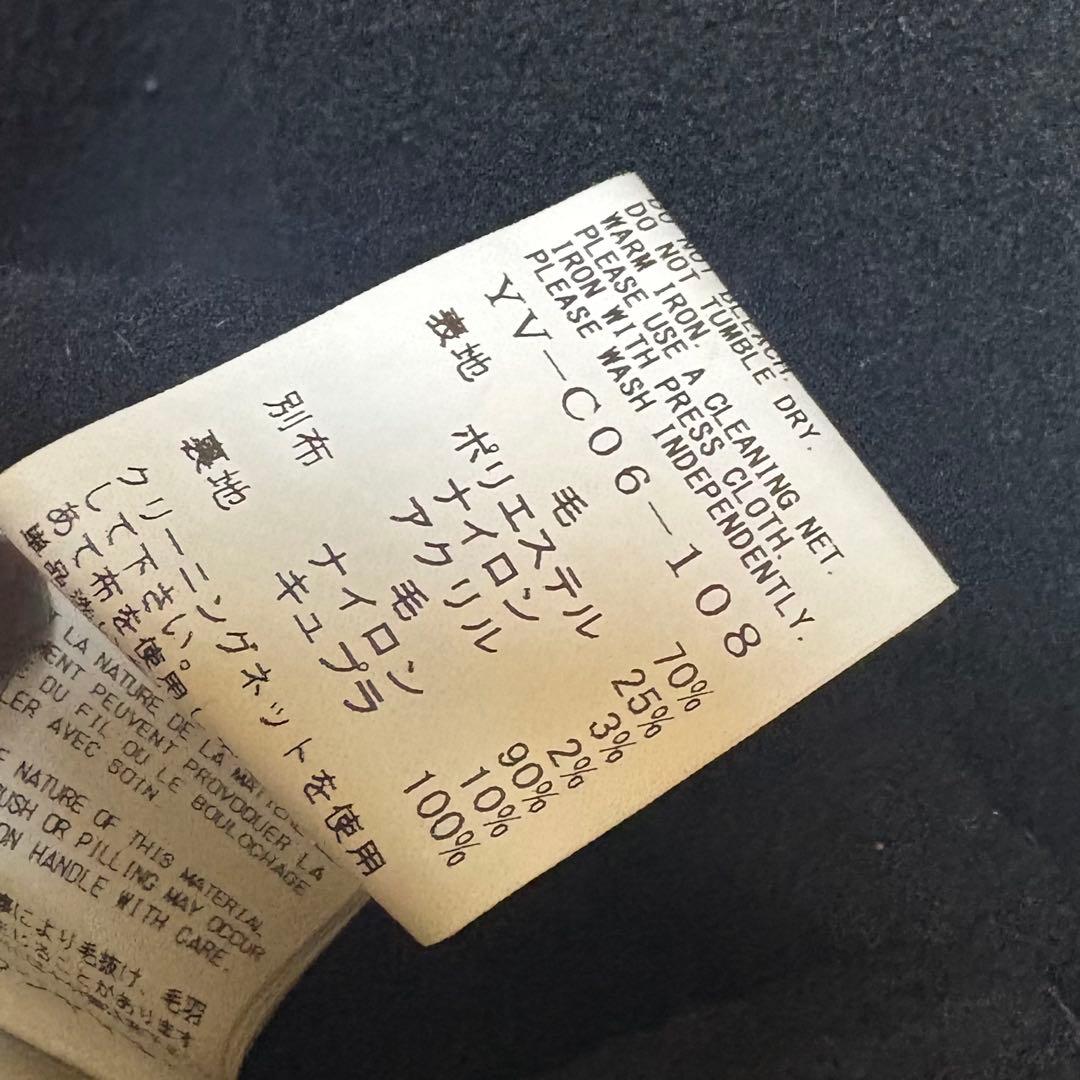 DO NOT BLEACH.
DO NOT TUMBLE DRY.
WARM IRON.
PLEASE USE A CLEANING NET.
IRON WITH PRESS CLOTH.
PLEASE WASH INDEPENDENTLY.
YV-C06-108
表地 毛 70%
ポリエステル 25%
ナイロン 3%
アクリル 2%
別布 毛 90%
ナイロン 10%
裏地 キュプラ 100%
クリーニングネットを使用
して下さい。
あて布を使用
LA NATURE DE LA
PEUVENT PROVOQUER LA
DU FIL OU LE BOULOCHAGE
AVEC SOIN
NATURE OF THIS MATERIAL
OR PILLING MAY OCCUR
HANDLE WITH CARE.
により毛抜け、毛羽